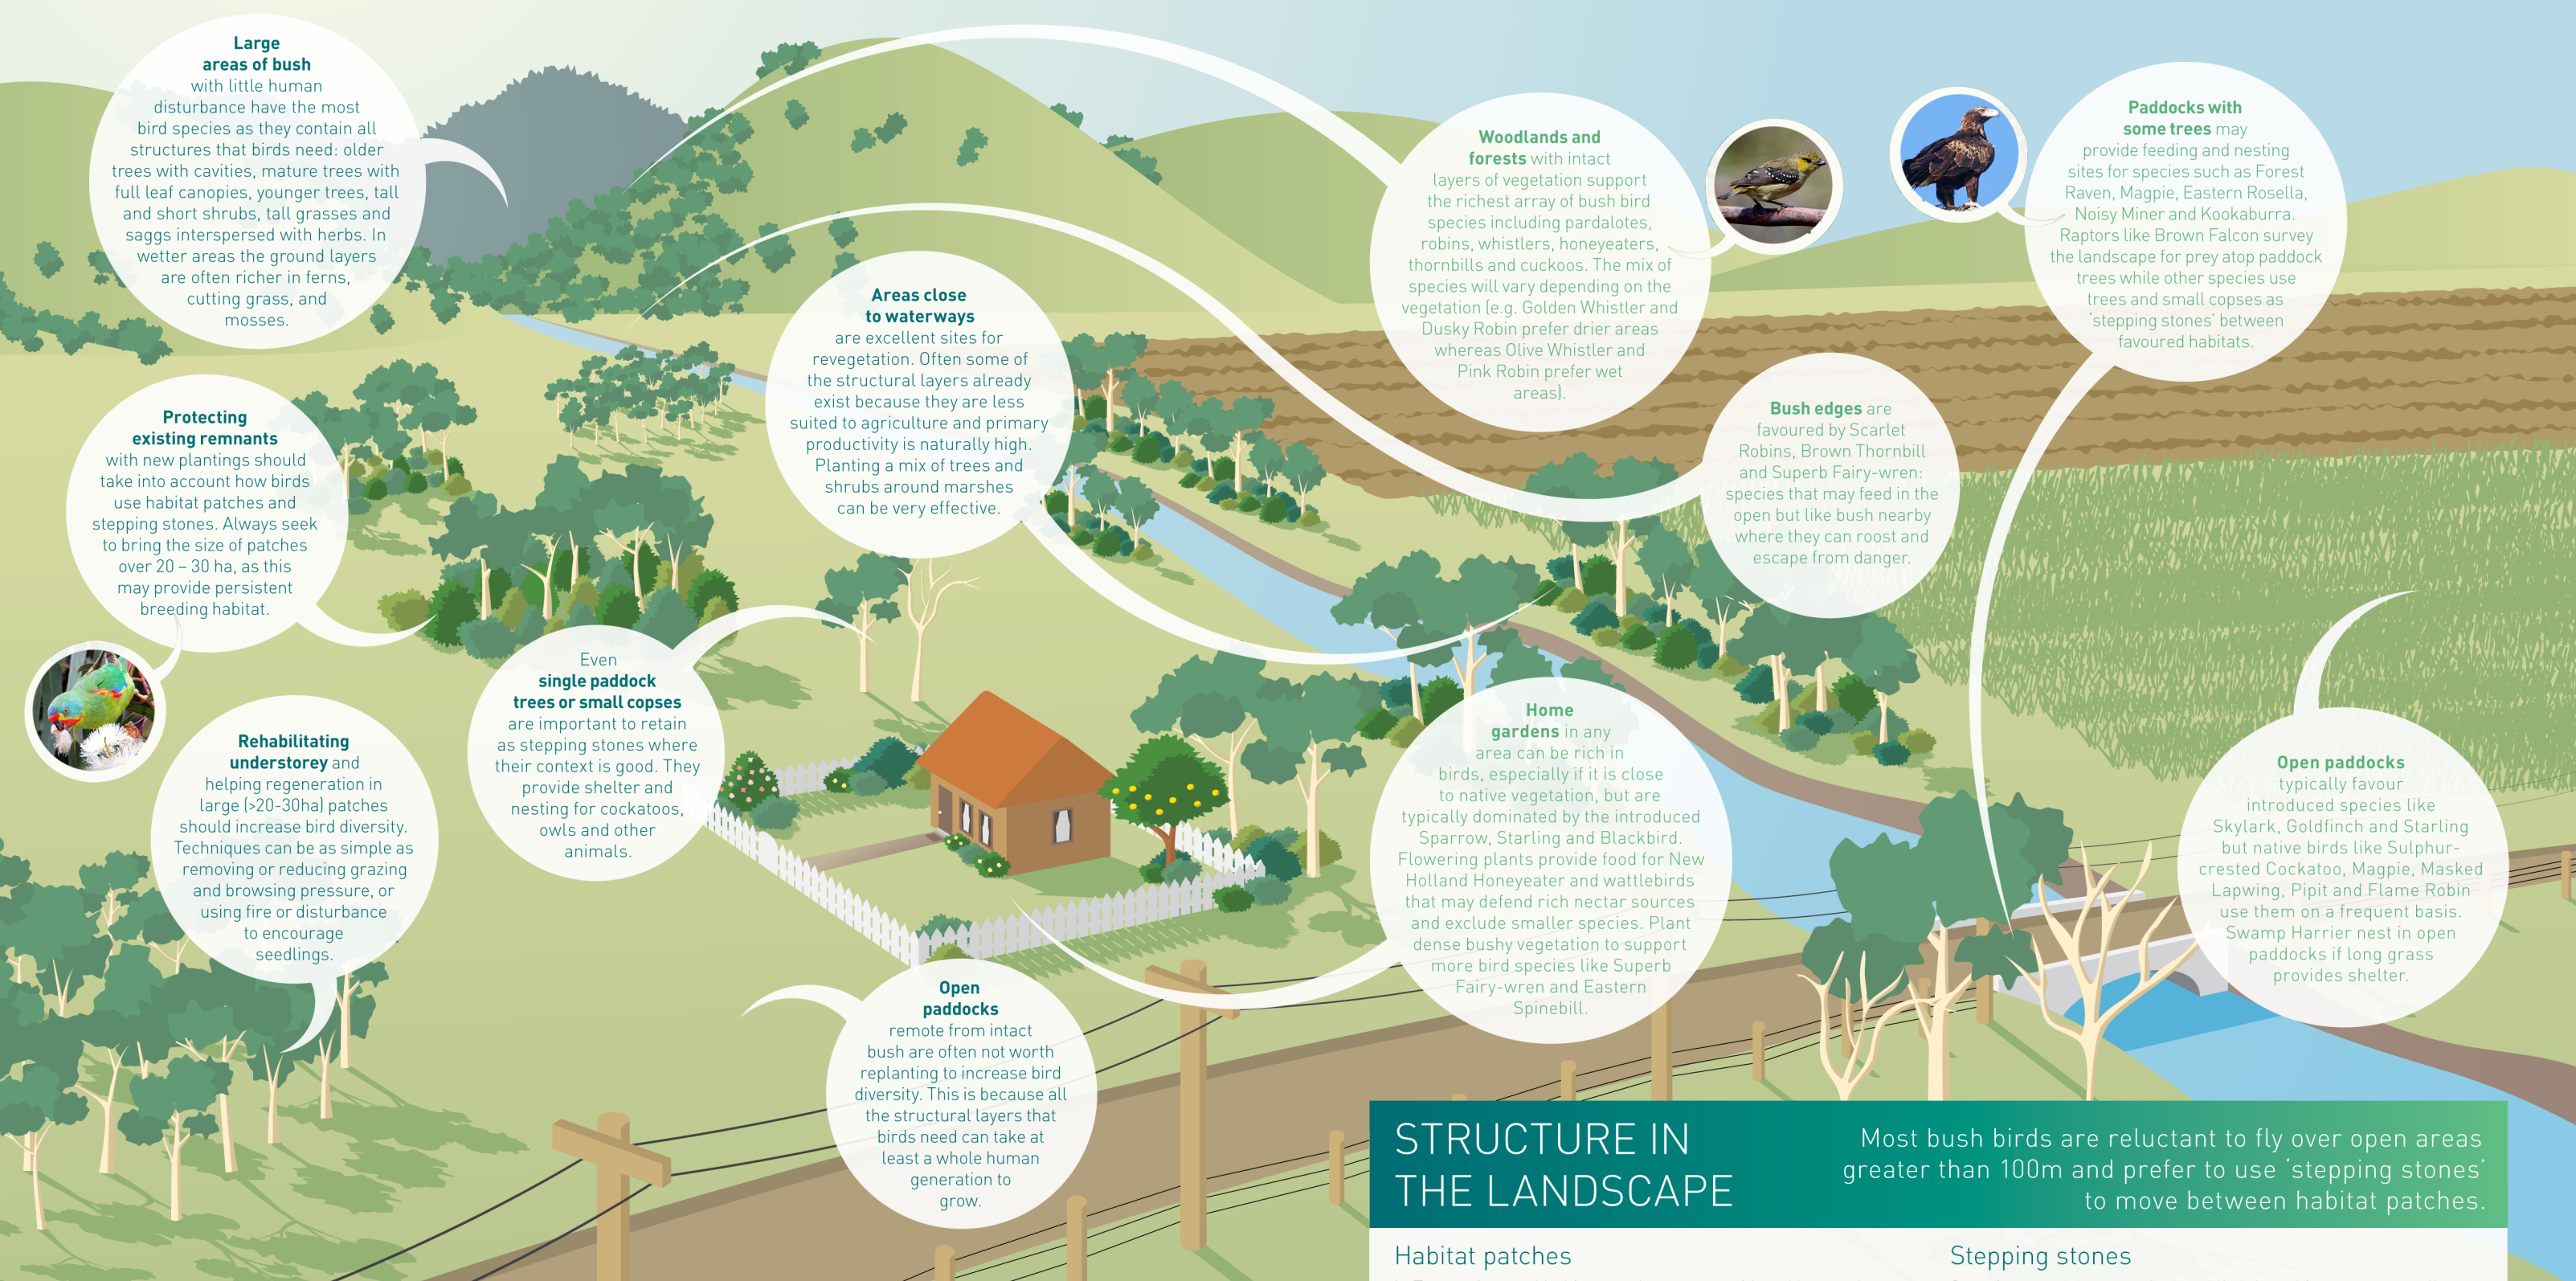 Large
areas of bush
with little human
disturbance have the most
bird species as they contain all
structures that birds need: older
trees with cavities, mature trees with
full leaf canopies, younger trees, tall
and short shrubs, tall grasses and
saggs interspersed with herbs. In
wetter areas the ground layers
are often richer in ferns,
cutting grass, and
mosses.
Protecting
existing remnants
with new plantings should
take into account how birds
use habitat patches and
stepping stones. Always seek
to bring the size of patches
over 20 – 30 ha, as this
may provide persistent
breeding habitat.
Rehabilitating
understorey and
helping regeneration in
large (>20-30ha) patches
should increase bird diversity.
Techniques can be as simple as
removing or reducing grazing
and browsing pressure, or
using fire or disturbance
to encourage
seedlings.
Even
single paddock
trees or small copses
are important to retain
as stepping stones where
their context is good. They
provide shelter and
nesting for cockatoos,
owls and other
animals.
Areas close
to waterways
are excellent sites for
revegetation. Often some of
the structural layers already
exist because they are less
suited to agriculture and primary
productivity is naturally high.
Planting a mix of trees and
shrubs around marshes
can be very effective.
Open
paddocks
remote from intact
bush are often not worth
replanting to increase bird
diversity. This is because all
the structural layers that
birds need can take at
least a whole human
generation to
grow.
Woodlands and
forests with intact
layers of vegetation support
the richest array of bush bird
species including pardalotes,
robins, whistlers, honeyeaters,
thornbills and cuckoos. The mix of
species will vary depending on the
vegetation (e.g. Golden Whistler and
Dusky Robin prefer drier areas
whereas Olive Whistler and
Pink Robin prefer wet
areas).
Paddocks with
some trees may
provide feeding and nesting
sites for species such as Forest
Raven, Magpie, Eastern Rosella,
Noisy Miner and Kookaburra.
Raptors like Brown Falcon survey
the landscape for prey atop paddock
trees while other species use
trees and small copses as
‘stepping stones’ between
favoured habitats.
Bush edges are
favoured by Scarlet
Robins, Brown Thornbill
and Superb Fairy-wren:
species that may feed in the
open but like bush nearby
where they can roost and
escape from danger.
Home
gardens in any
area can be rich in
birds, especially if it is close
to native vegetation, but are
typically dominated by the introduced
Sparrow, Starling and Blackbird.
Flowering plants provide food for New
Holland Honeyeater and wattlebirds
that may defend rich nectar sources
and exclude smaller species. Plant
dense bushy vegetation to support
more bird species like Superb
Fairy-wren and Eastern
Spinebill.
Open paddocks
typically favour
introduced species like
Skylark, Goldfinch and Starling
but native birds like Sulphur-
crested Cockatoo, Magpie, Masked
Lapwing, Pipit and Flame Robin
use them on a frequent basis.
Swamp Harrier nest in open
paddocks if long grass
provides shelter.
STRUCTURE IN
THE LANDSCAPE
Most bush birds are reluctant to fly over open areas
greater than 100m and prefer to use ‘stepping stones’
to move between habitat patches.
Habitat patches
Stepping stones